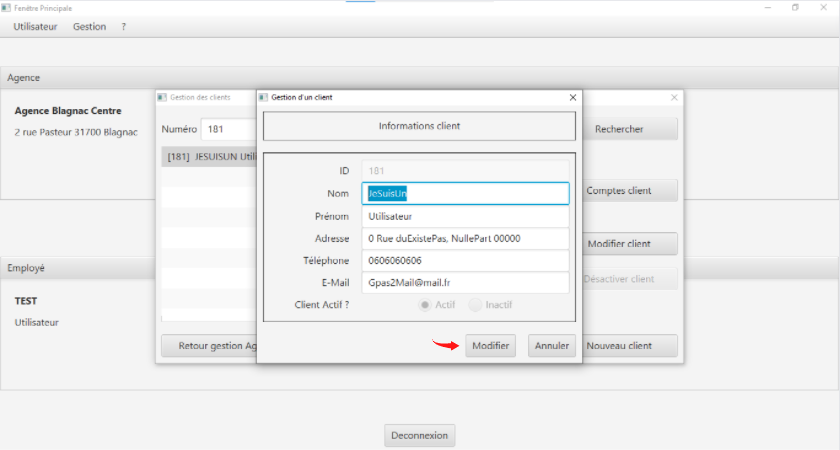 Fenêtre Principale
Utilisateur Gestion ?
Agence
Agence Blagnac Centre
2 rue Pasteur 31700 Blagnac
Employé
TEST
Utilisateur
Gestion des clients
Numéro 181
Rechercher
[181] JESUISUN Utili
Comptes client
Modifier client
Désactiver client
Retour gestion Ag
Nouveau client
Gestion d'un client
Informations client
ID 181
Nom JeSuisUn
Prénom Utilisateur
Adresse 0 Rue duExistePas, NullePart 00000
Téléphone 0606060606
E-Mail Gpas2Mail@mail.fr
Client Actif ? Actif Inactif
Modifier Annuler
Deconnexion